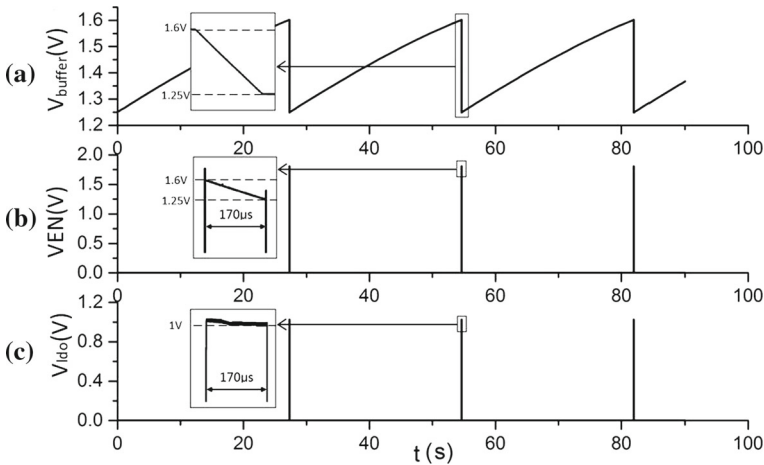 (a)
V_buffer(V)
1.6
1.5
1.4
1.3
1.2
1.6V
1.25V
0 20 40 60 80 100
(b)
VEN(V)
2.0
1.5
1.0
0.5
0.0
1.6V
1.25V
170μs
0 20 40 60 80 100
(c)
V_ldo(V)
1.2
0.8
0.4
0.0
1V
170μs
0 20 40 60 80 100
t (s)